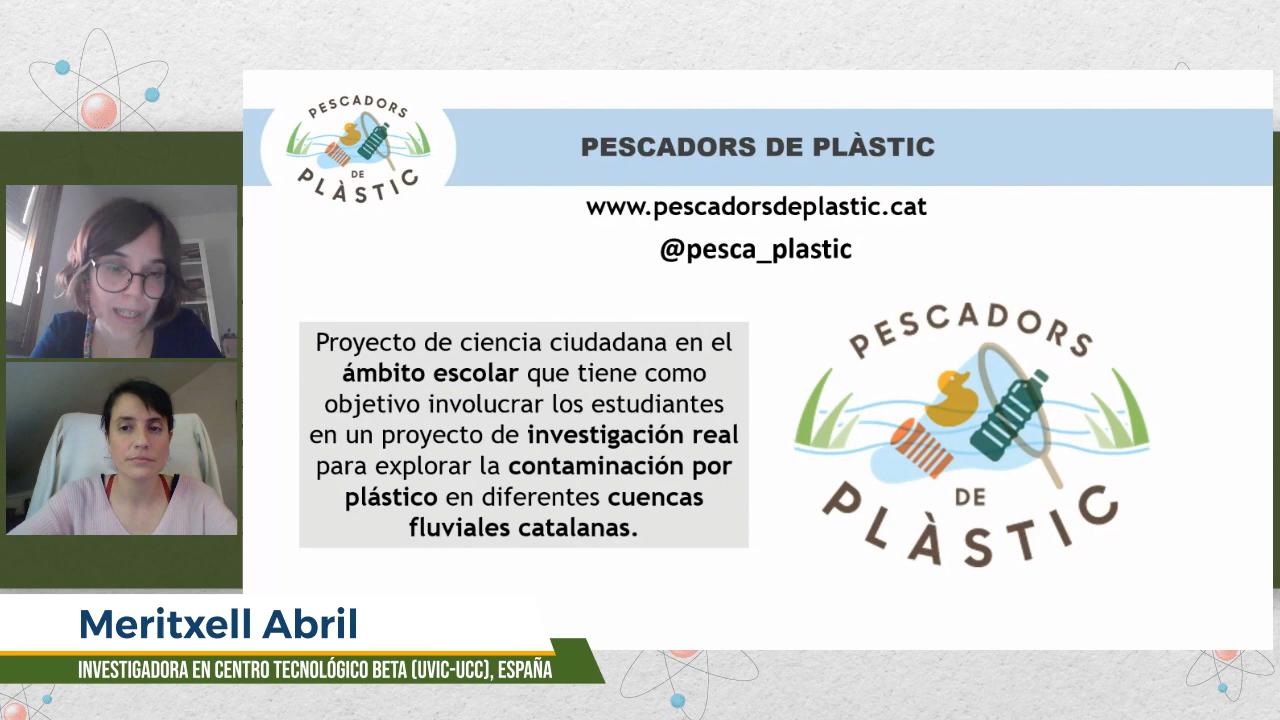 PESCADORS
DE
PLÀSTIC
PESCADORS DE PLÀSTIC
www.pescadorsdeplastic.cat
@pesca_plastic
Proyecto de ciencia ciudadana en el
ámbito escolar que tiene como
objetivo involucrar los estudiantes
en un proyecto de investigación real
para explorar la contaminación por
plástico en diferentes cuencas
fluviales catalanas.
PESCADORS
DE
PLÀSTIC
Meritxell Abril
INVESTIGADORA EN CENTRO TECNOLÓGICO BETA (UVIC-UCC), ESPAÑA